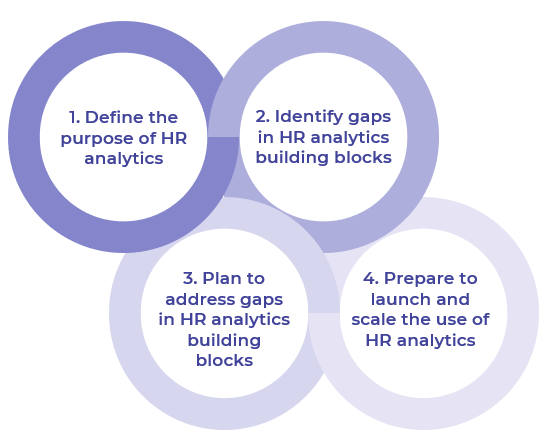 1. Define the
purpose of HR
analytics
2. Identify gaps
in HR analytics
building blocks
3. Plan to
address gaps
in HR analytics
building
blocks
4. Prepare to
launch and
scale the use of
HR analytics